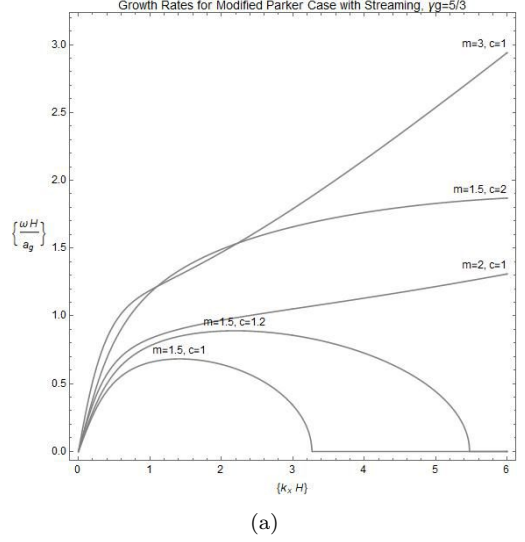 Growth Rates for Modified Parker Case with Streaming, γg=5/3
3.0
m=3, c=1
2.5
2.0
m=1.5, c=2
{ωH/a_g}
1.5
m=2, c=1
1.0
m=1.5, c=1.2
m=1.5, c=1
0.5
0.0
0 1 2 3 4 5 6
{k_x H}
(a)